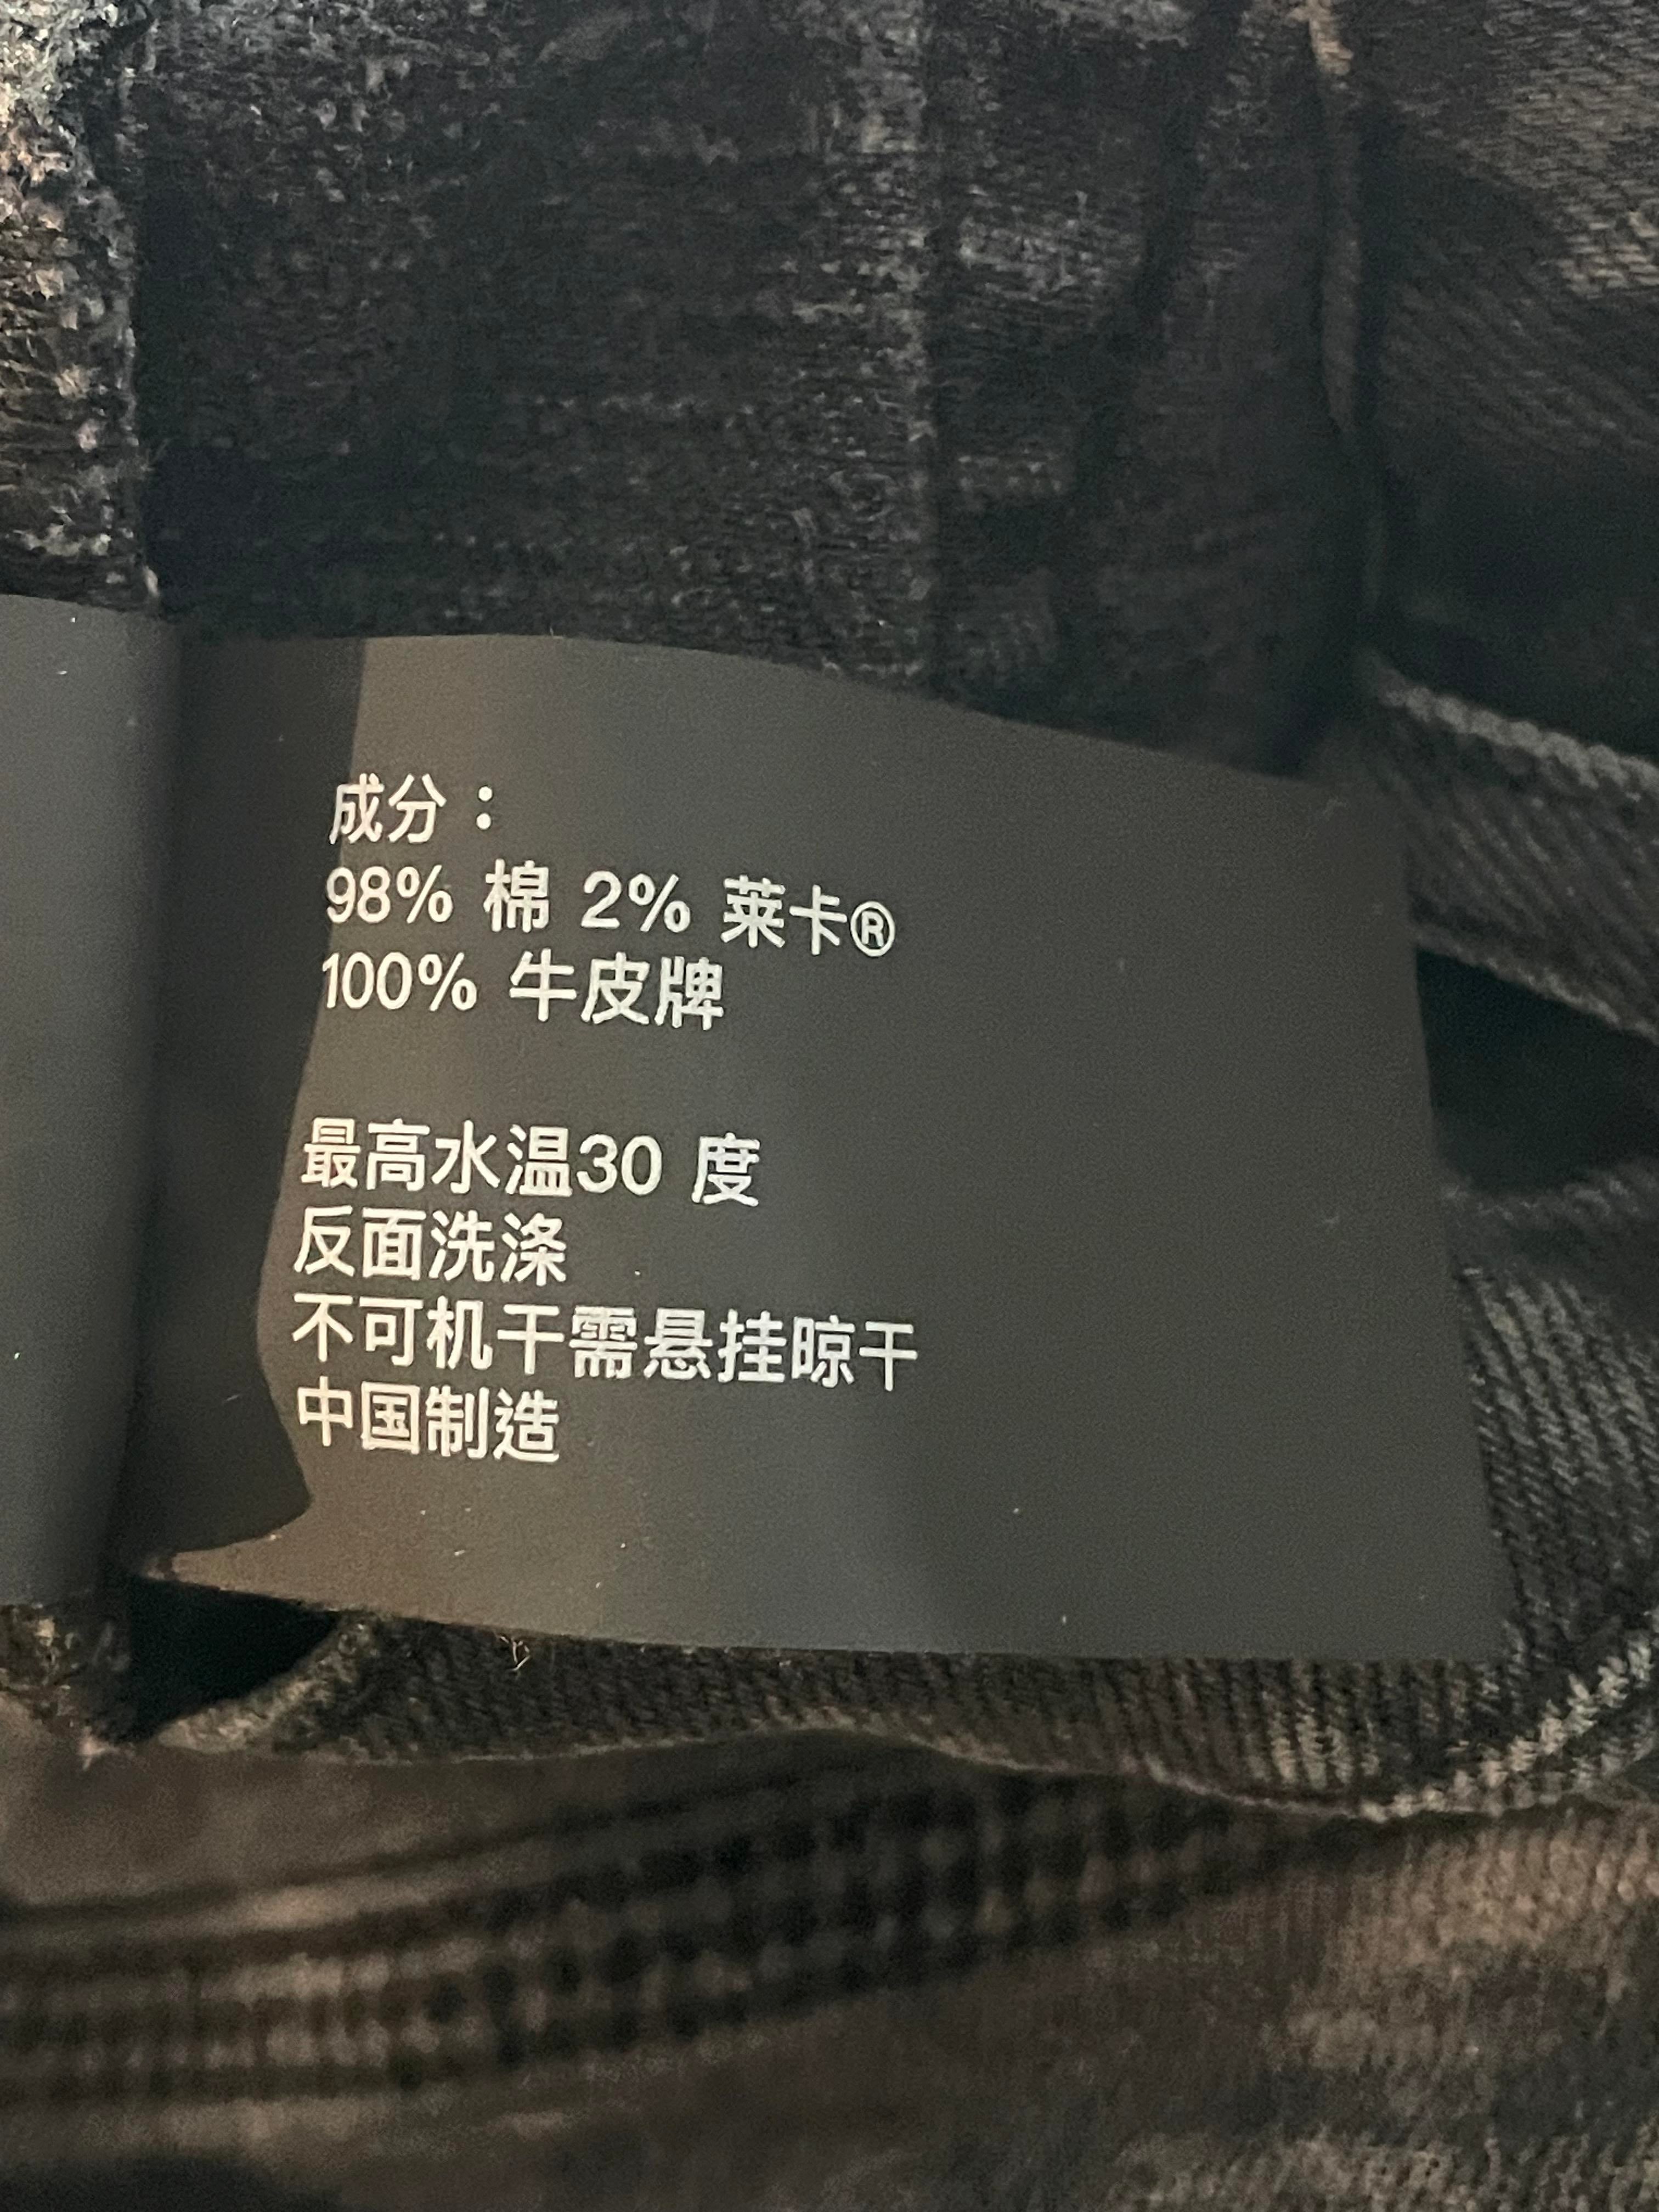 成分：
98% 棉 2% 莱卡®
100% 牛皮牌
最高水温30 度
反面洗涤
不可机干需悬挂晾干
中国制造